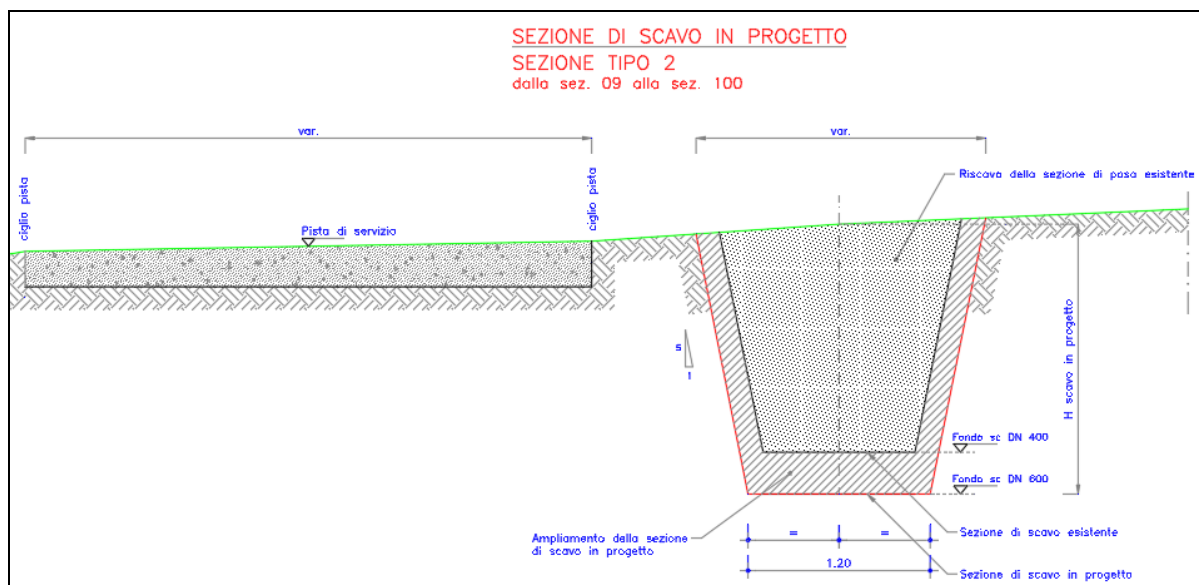 SEZIONE DI SCAVO IN PROGETTO
SEZIONE TIPO 2
dalla sez. 09 alla sez. 100
var.
var.
ciglio pista
ciglio pista
Riscavo della sezione di posa esistente
Pista di servizio
s
1
H scavo in progetto
Fondo sc DN 400
Fondo sc DN 600
Ampliamento della sezione
di scavo in progetto
= =
1.20
Sezione di scavo esistente
Sezione di scavo in progetto